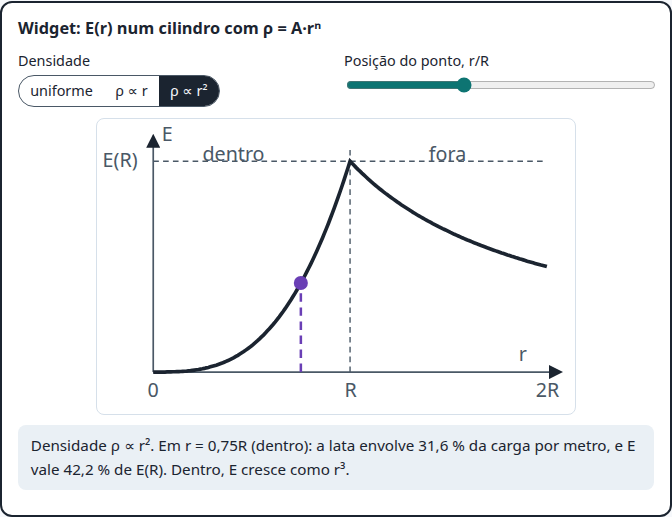 Widget: E(r) num cilindro com ρ = A·rⁿ
Densidade
uniforme ρ ∝ r ρ ∝ r²
Posição do ponto, r/R
E
E(R)
dentro
fora
r
0
R
2R
Densidade ρ ∝ r². Em r = 0,75R (dentro): a lata envolve 31,6 % da carga por metro, e E
vale 42,2 % de E(R). Dentro, E cresce como r³.